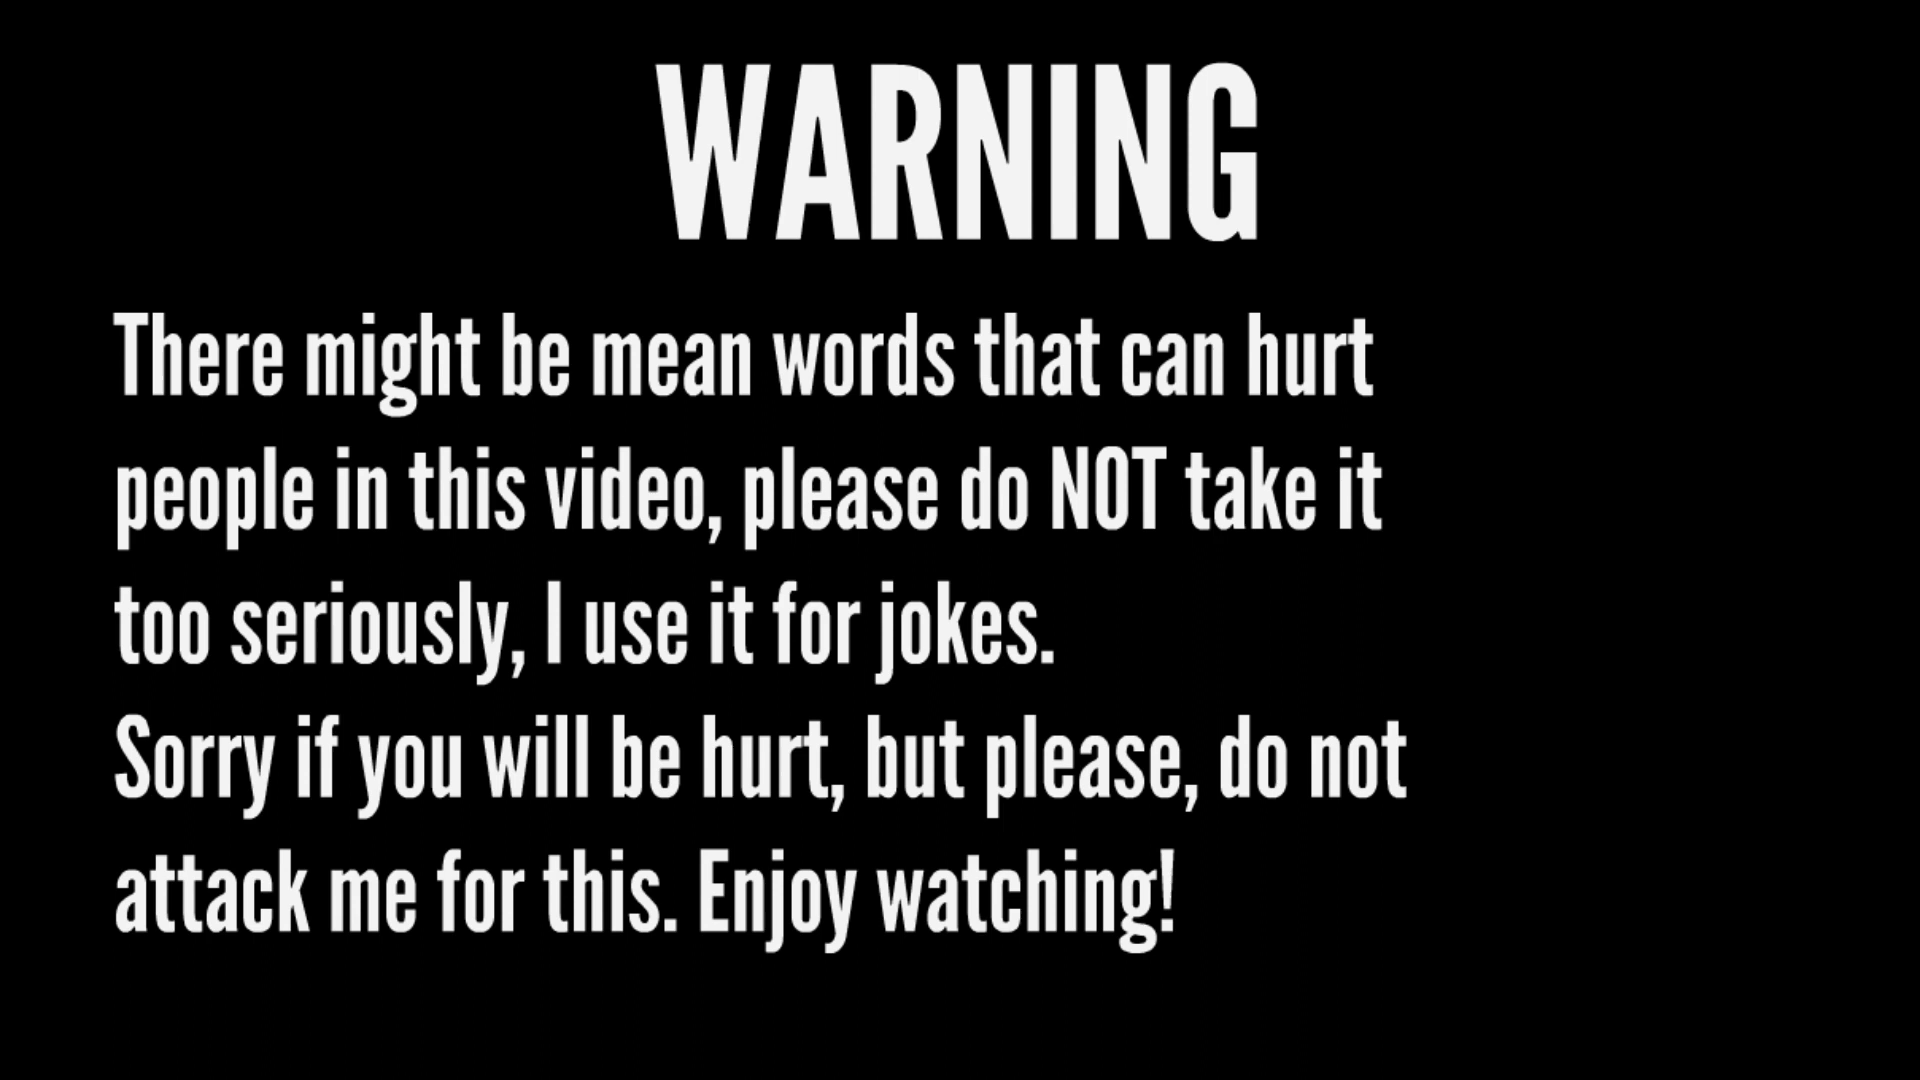 WARNING
There might be mean words that can hurt
people in this video, please do NOT take it
too seriously, I use it for jokes.
Sorry if you will be hurt, but please, do not
attack me for this. Enjoy watching!